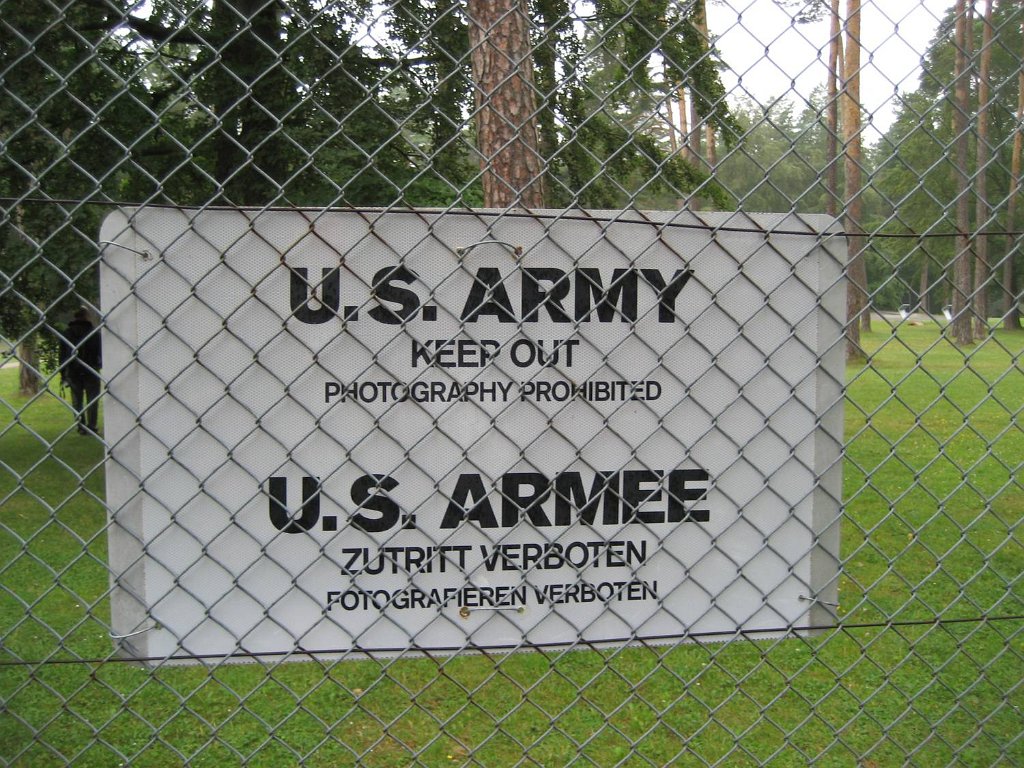 U.S. ARMY
KEEP OUT
PHOTOGRAPHY PROHIBITED
U.S. ARMEE
ZUTRITT VERBOTEN
FOTOGRAFIEREN VERBOTEN